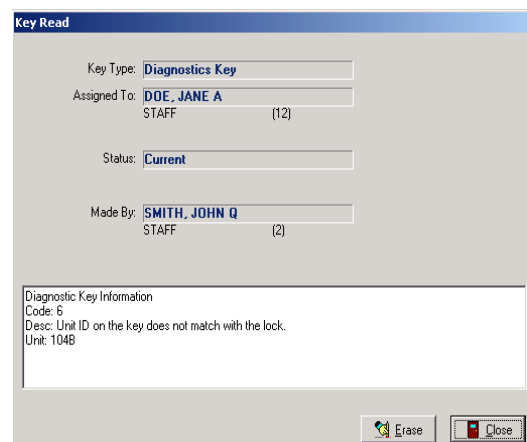 Key Read
Key Type: Diagnostics Key
Assigned To: DOE, JANE A
STAFF (12)
Status: Current
Made By: SMITH, JOHN Q
STAFF (2)
Diagnostic Key Information
Code: 6
Desc: Unit ID on the key does not match with the lock.
Unit: 104B
Erase Close